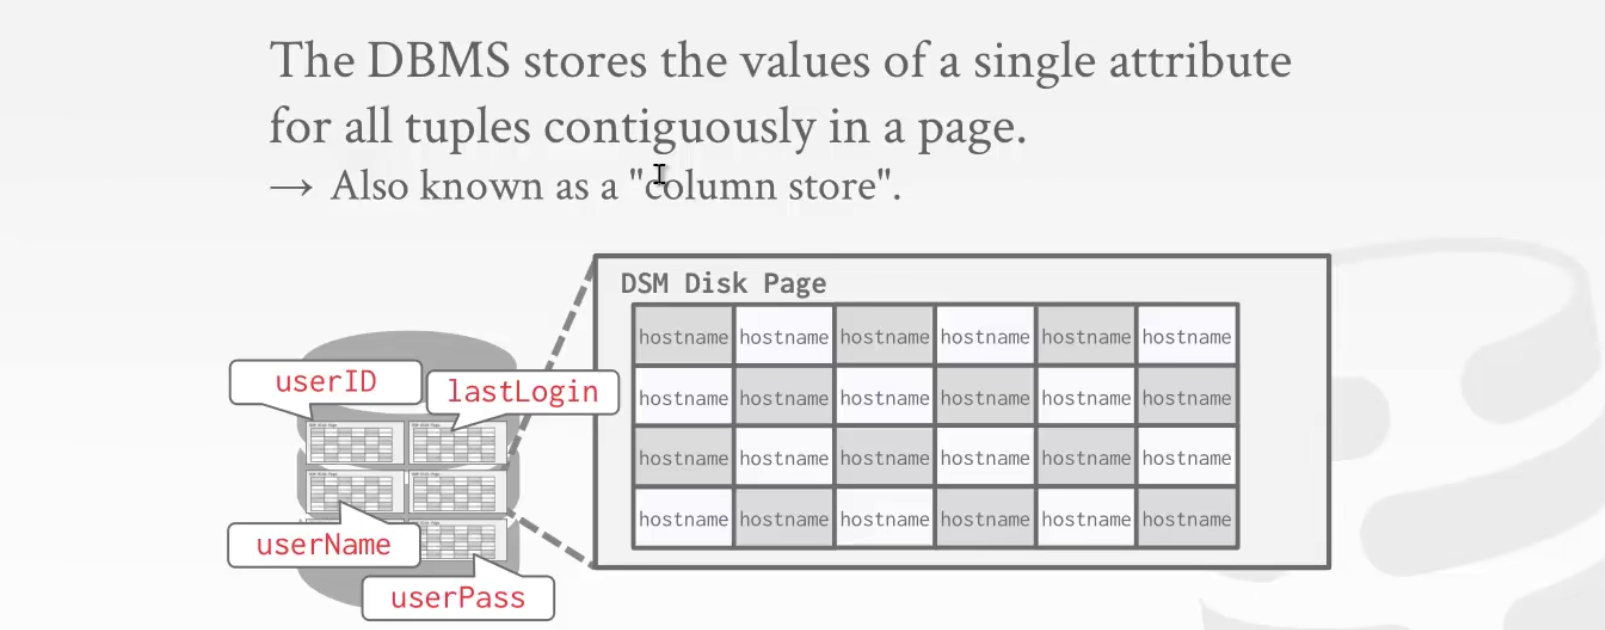 The DBMS stores the values of a single attribute
for all tuples contiguously in a page.
→ Also known as a "column store".
DSM Disk Page
hostname hostname hostname hostname hostname hostname
hostname hostname hostname hostname hostname hostname
hostname hostname hostname hostname hostname hostname
hostname hostname hostname hostname hostname hostname
userID
lastLogin
userName
userPass